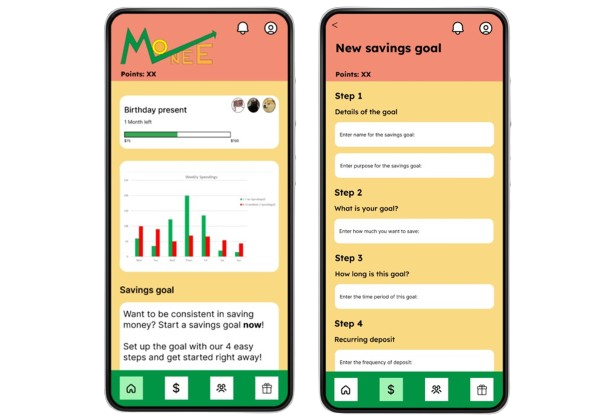 MONEE
Points: XX
Birthday present
1 Month left
$75
$150
Weekly Spendings
Savings goal
Want to be consistent in saving
money? Start a savings goal now!
Set up the goal with our 4 easy
steps and get started right away!
$
<
New savings goal
Points: XX
Step 1
Details of the goal
Enter name for the savings goal:
Enter purpose for the savings goal:
Step 2
What is your goal?
Enter how much you want to save:
Step 3
How long is this goal?
Enter the time period of this goal:
Step 4
Recurring deposit
Enter the frequency of deposit:
$